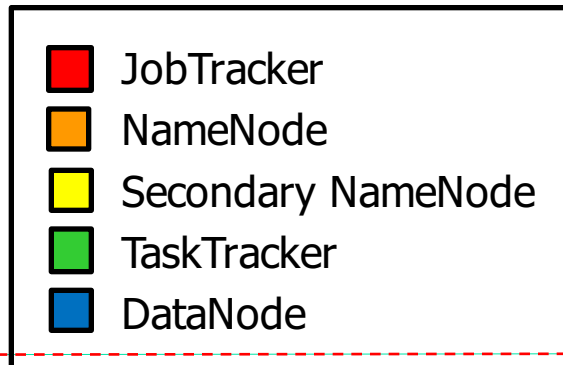 JobTracker
NameNode
Secondary NameNode
TaskTracker
DataNode